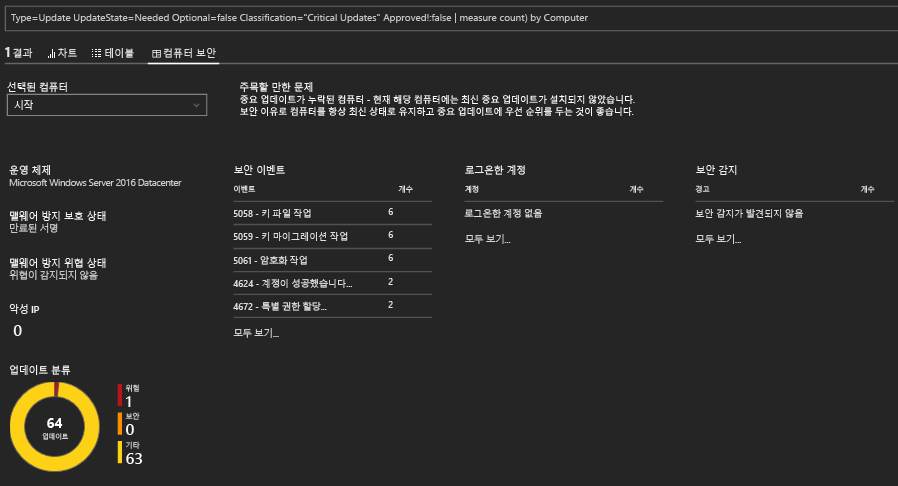 Type=Update UpdateState=Needed Optional=false Classification="Critical Updates" Approved!:false | measure count) by Computer
1 결과 차트 테이블 컴퓨터 보안
선택된 컴퓨터
시작
주목할 만한 문제
중요 업데이트가 누락된 컴퓨터 - 현재 해당 컴퓨터에는 최신 중요 업데이트가 설치되지 않았습니다.
보안 이유로 컴퓨터를 항상 최신 상태로 유지하고 중요 업데이트에 우선 순위를 두는 것이 좋습니다.
운영 체제
Microsoft Windows Server 2016 Datacenter
맬웨어 방지 보호 상태
만료된 서명
맬웨어 방지 위협 상태
위협이 감지되지 않음
악성 IP
0
보안 이벤트
이벤트 개수
5058 - 키 파일 작업 6
5059 - 키 마이그레이션 작업 6
5061 - 암호화 작업 6
4624 - 계정이 성공했습니다... 2
4672 - 특별 권한 할당... 2
모두 보기...
로그온한 계정
계정 개수
로그온한 계정 없음
모두 보기...
보안 감지
경고 개수
보안 감지가 발견되지 않음
모두 보기...
업데이트 분류
64
업데이트
위험
1
보안
0
기타
63